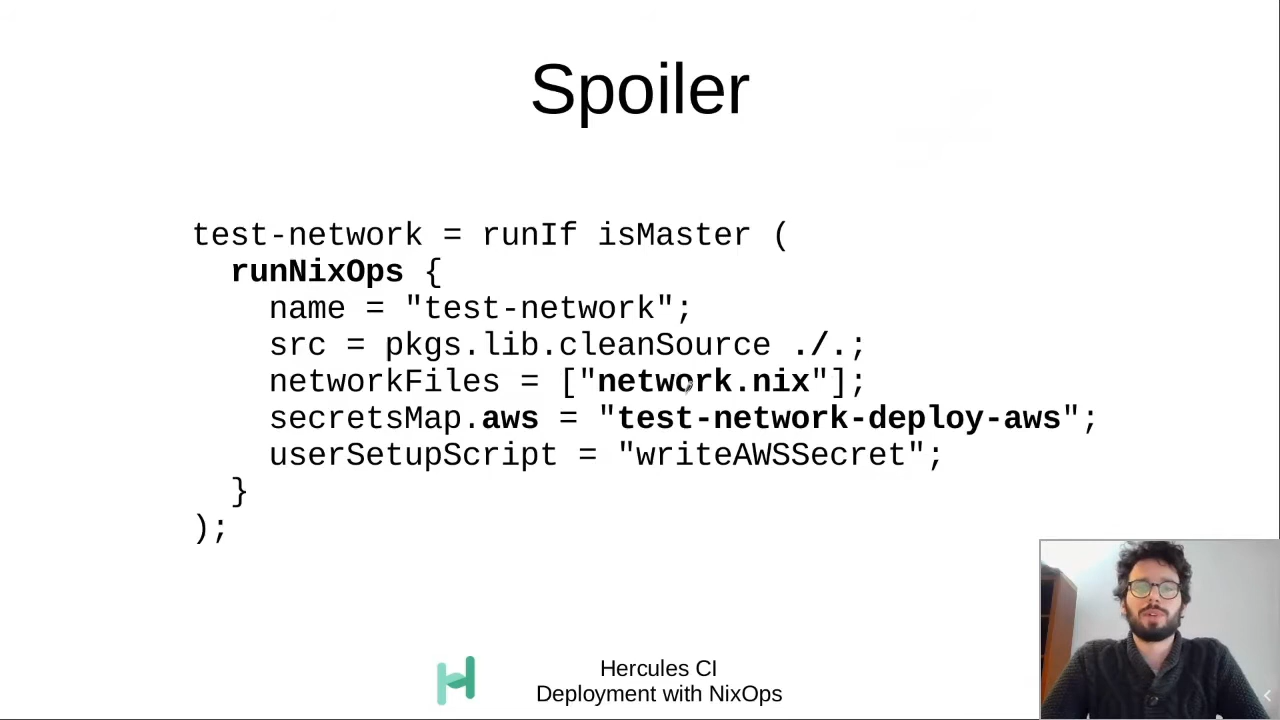 Spoiler
test-network = runIf isMaster (
  runNixOps {
    name = "test-network";
    src = pkgs.lib.cleanSource ./.;
    networkFiles = ["network.nix"];
    secretsMap.aws = "test-network-deploy-aws";
    userSetupScript = "writeAWSSecret";
  }
);
Hercules CI
Deployment with NixOps